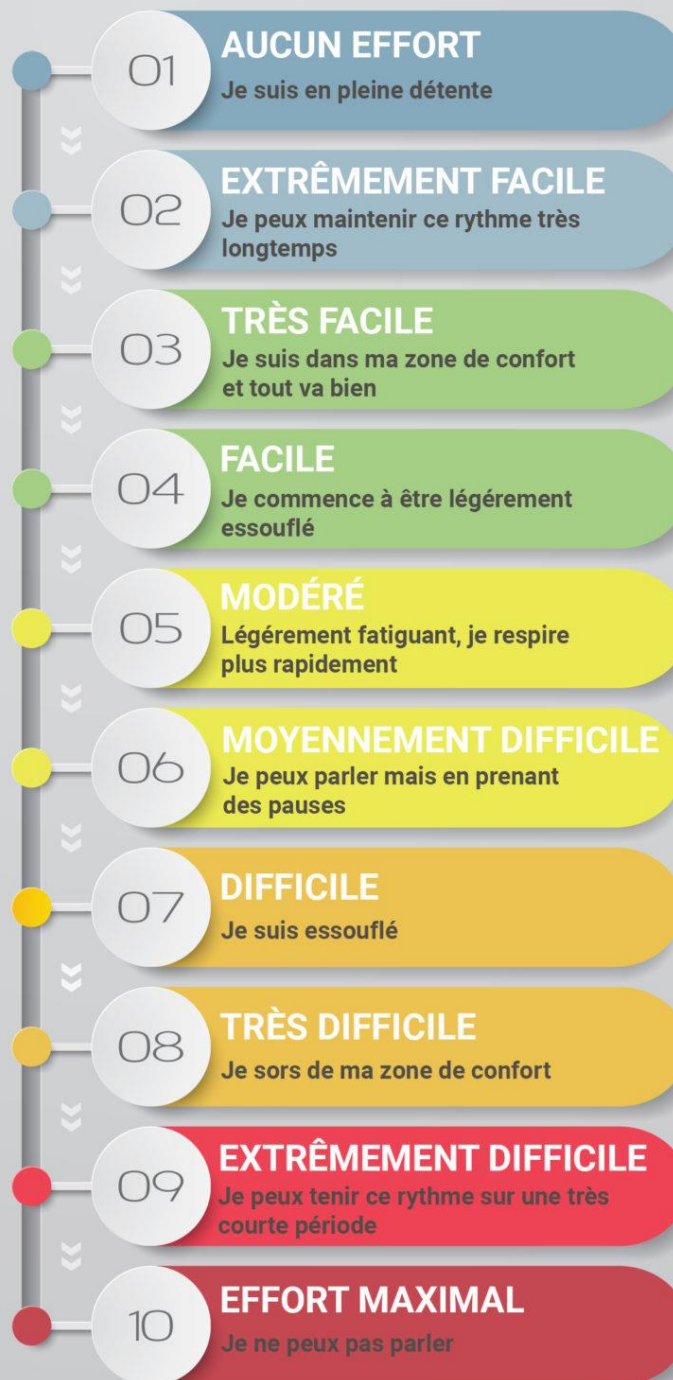 01
AUCUN EFFORT
Je suis en pleine détente
02
EXTRÊMEMENT FACILE
Je peux maintenir ce rythme très
longtemps
03
TRÈS FACILE
Je suis dans ma zone de confort
et tout va bien
04
FACILE
Je commence à être légérement
essouflé
05
MODÉRÉ
Légérement fatiguant, je respire
plus rapidement
06
MOYENNEMENT DIFFICILE
Je peux parler mais en prenant
des pauses
07
DIFFICILE
Je suis essouflé
08
TRÈS DIFFICILE
Je sors de ma zone de confort
09
EXTRÊMEMENT DIFFICILE
Je peux tenir ce rythme sur une très
courte période
10
EFFORT MAXIMAL
Je ne peux pas parler